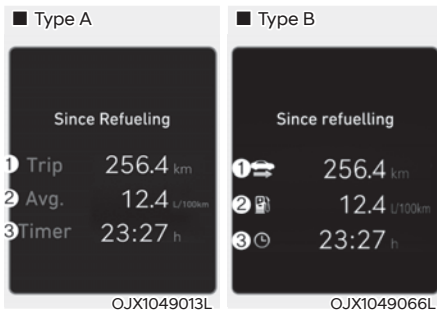 ■ Type A
Since Refueling
1 Trip 256.4 km
2 Avg. 12.4 L/100km
3 Timer 23:27 h
OJX1049013L
■ Type B
Since refuelling
1 256.4 km
2 12.4 L/100km
3 23:27 h
OJX1049066L